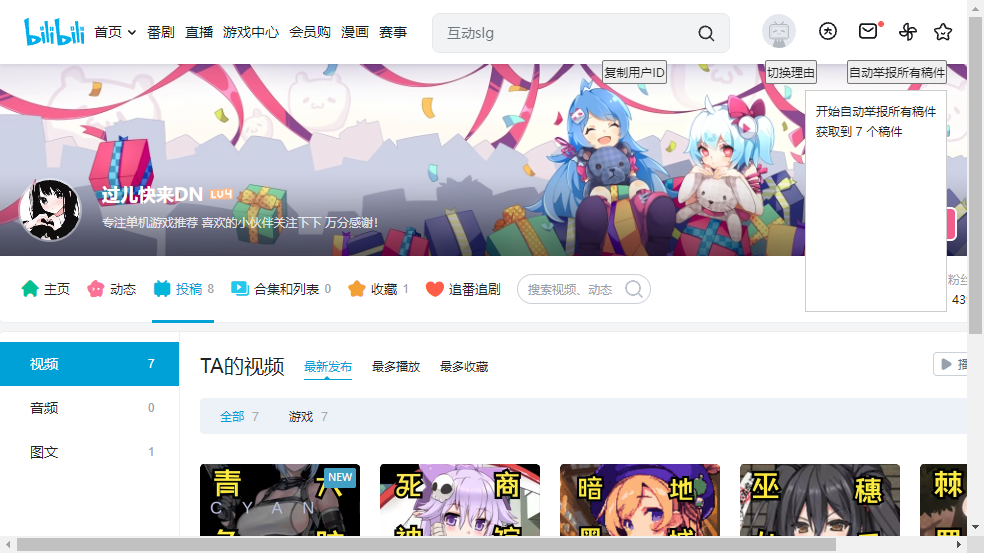 bilibili 首页 番剧 直播 游戏中心 会员购 漫画 赛事 互动slg
复制用户ID 切换理由 自动举报所有稿件
开始自动举报所有稿件
获取到 7 个稿件
过儿快来DN LV4
专注单机游戏推荐 喜欢的小伙伴关注下下 万分感谢!
主页 动态 投稿 8 合集和列表 0 收藏 1 追番追剧 搜索视频、动态
粉丝
43
视频 7
音频 0
图文 1
TA的视频 最新发布 最多播放 最多收藏 播
全部 7 游戏 7
NEW
青 六
CYAN
死 商
暗 地
巫 穗
棘